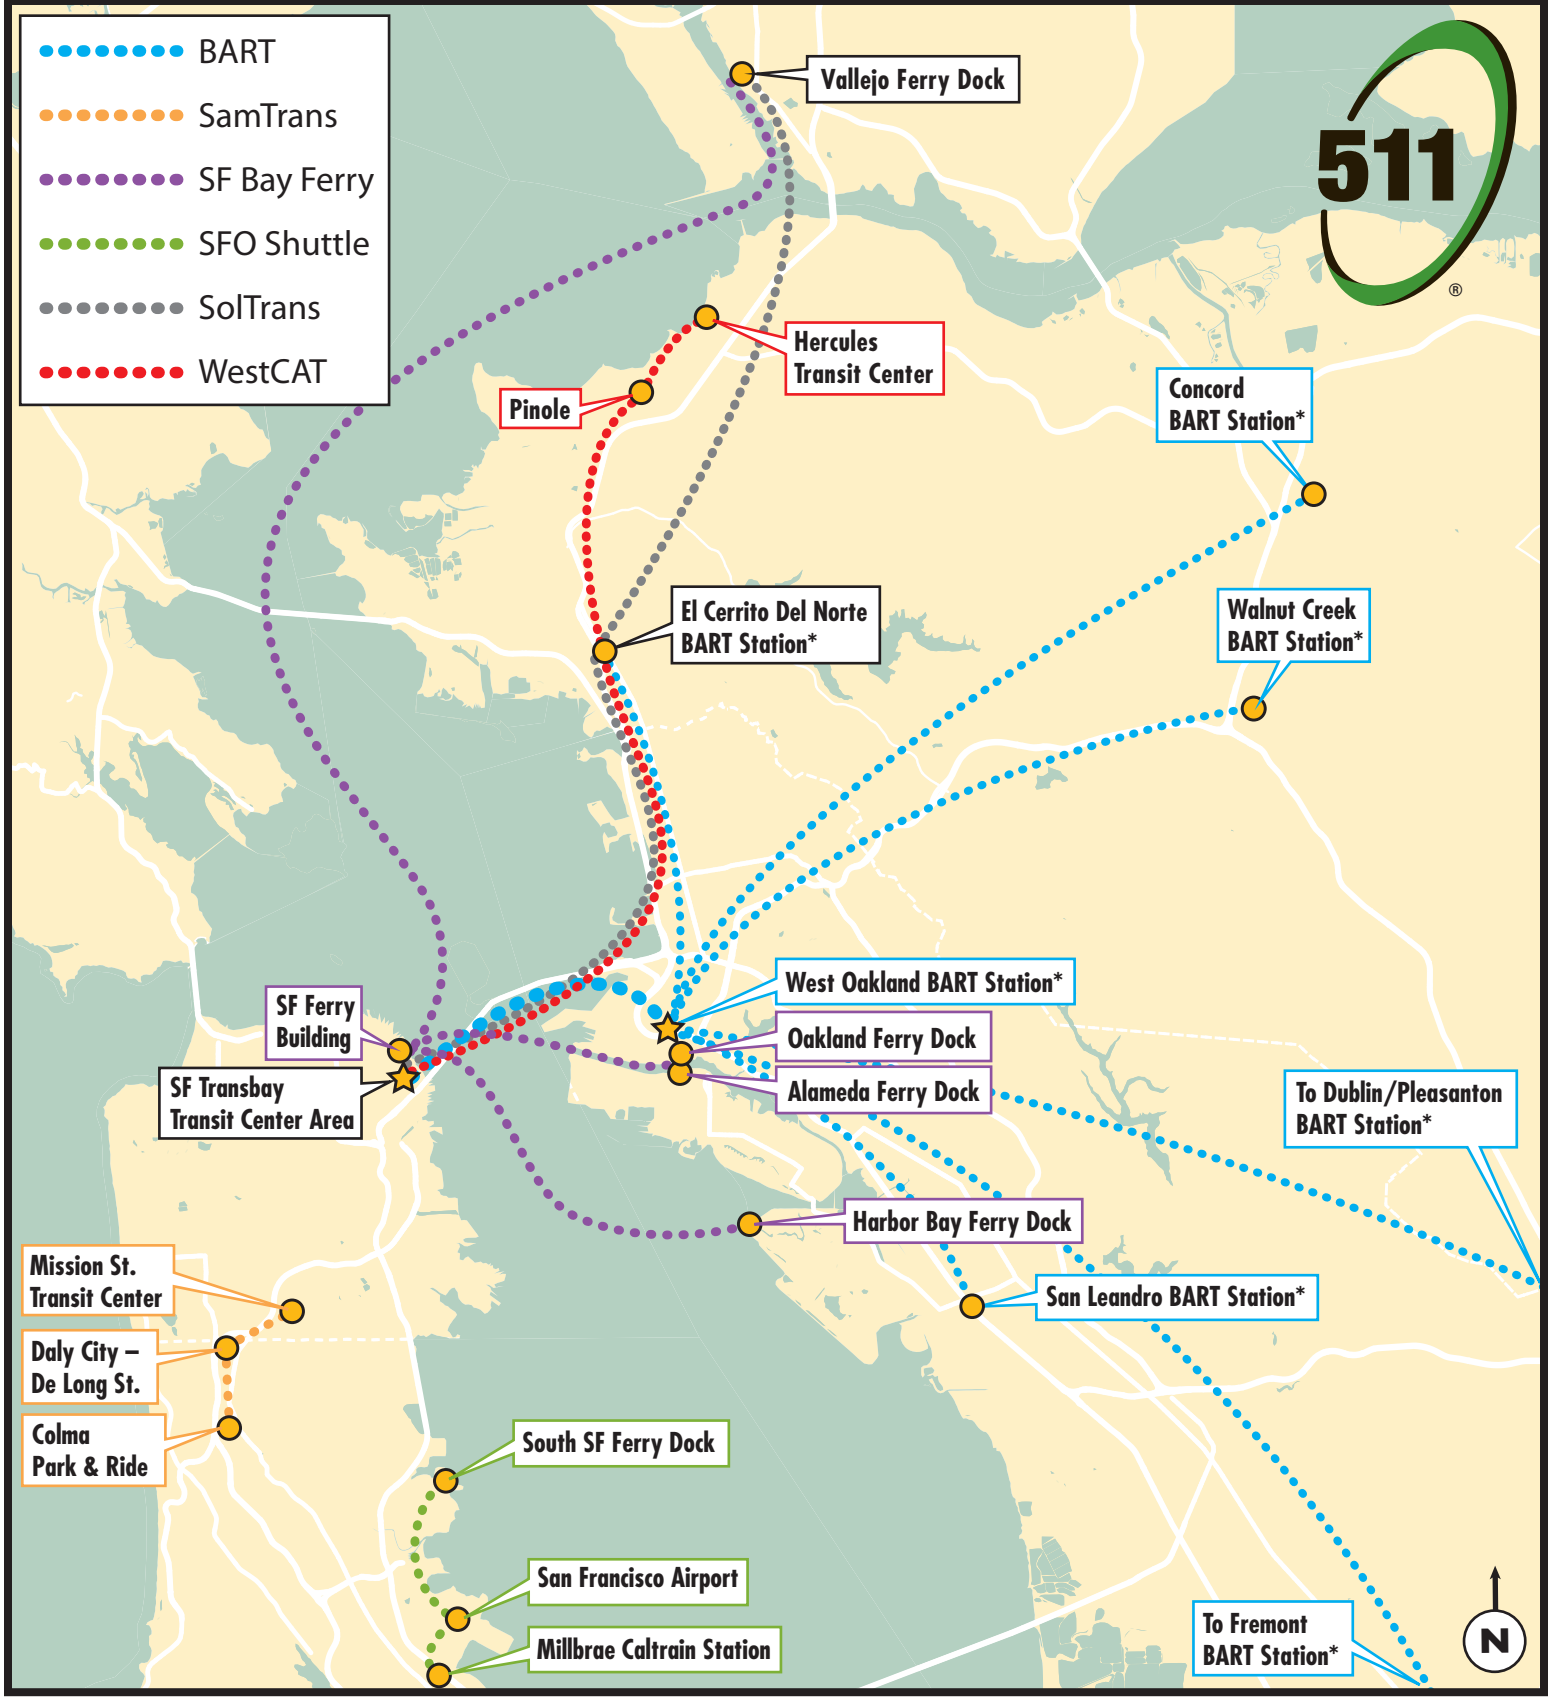 BART
SamTrans
SF Bay Ferry
SFO Shuttle
SolTrans
WestCAT
Vallejo Ferry Dock
511
®
Hercules
Transit Center
Pinole
Concord
BART Station*
El Cerrito Del Norte
BART Station*
Walnut Creek
BART Station*
West Oakland BART Station*
SF Ferry
Building
Oakland Ferry Dock
SF Transbay
Transit Center Area
Alameda Ferry Dock
To Dublin/Pleasanton
BART Station*
Harbor Bay Ferry Dock
Mission St.
Transit Center
San Leandro BART Station*
Daly City –
De Long St.
Colma
Park & Ride
South SF Ferry Dock
San Francisco Airport
To Fremont
BART Station*
Millbrae Caltrain Station
N